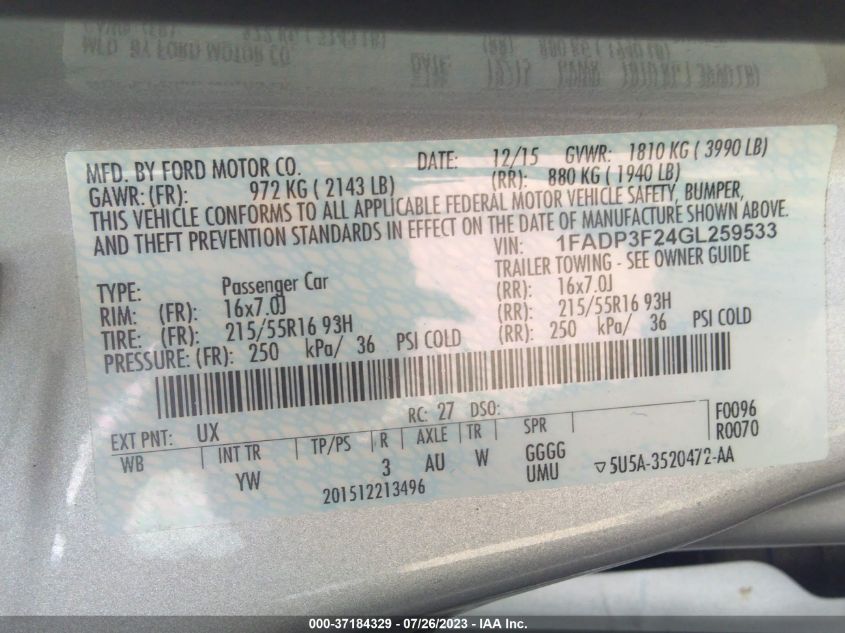 MFD. BY FORD MOTOR CO. DATE: 12/15 GVWR: 1810 KG ( 3990 LB)
GAWR: (FR): 972 KG ( 2143 LB) (RR): 880 KG ( 1940 LB)
THIS VEHICLE CONFORMS TO ALL APPLICABLE FEDERAL MOTOR VEHICLE SAFETY, BUMPER,
AND THEFT PREVENTION STANDARDS IN EFFECT ON THE DATE OF MANUFACTURE SHOWN ABOVE.
VIN: 1FADP3F24GL259533
TYPE: Passenger Car TRAILER TOWING - SEE OWNER GUIDE
RIM: (FR): 16x7.0J (RR): 16x7.0J
TIRE: (FR): 215/55R16 93H (RR): 215/55R16 93H
PRESSURE: (FR): 250 kPa/ 36 PSI COLD (RR): 250 kPa/ 36 PSI COLD
EXT PNT: UX RC: 27 DSO: F0096
R0070
WB INT TR TP/PS R AXLE TR SPR
YW 3 AU W GGGG
UMU
201512213496 5U5A-3520472-AA
000-37184329 - 07/26/2023 - IAA Inc.